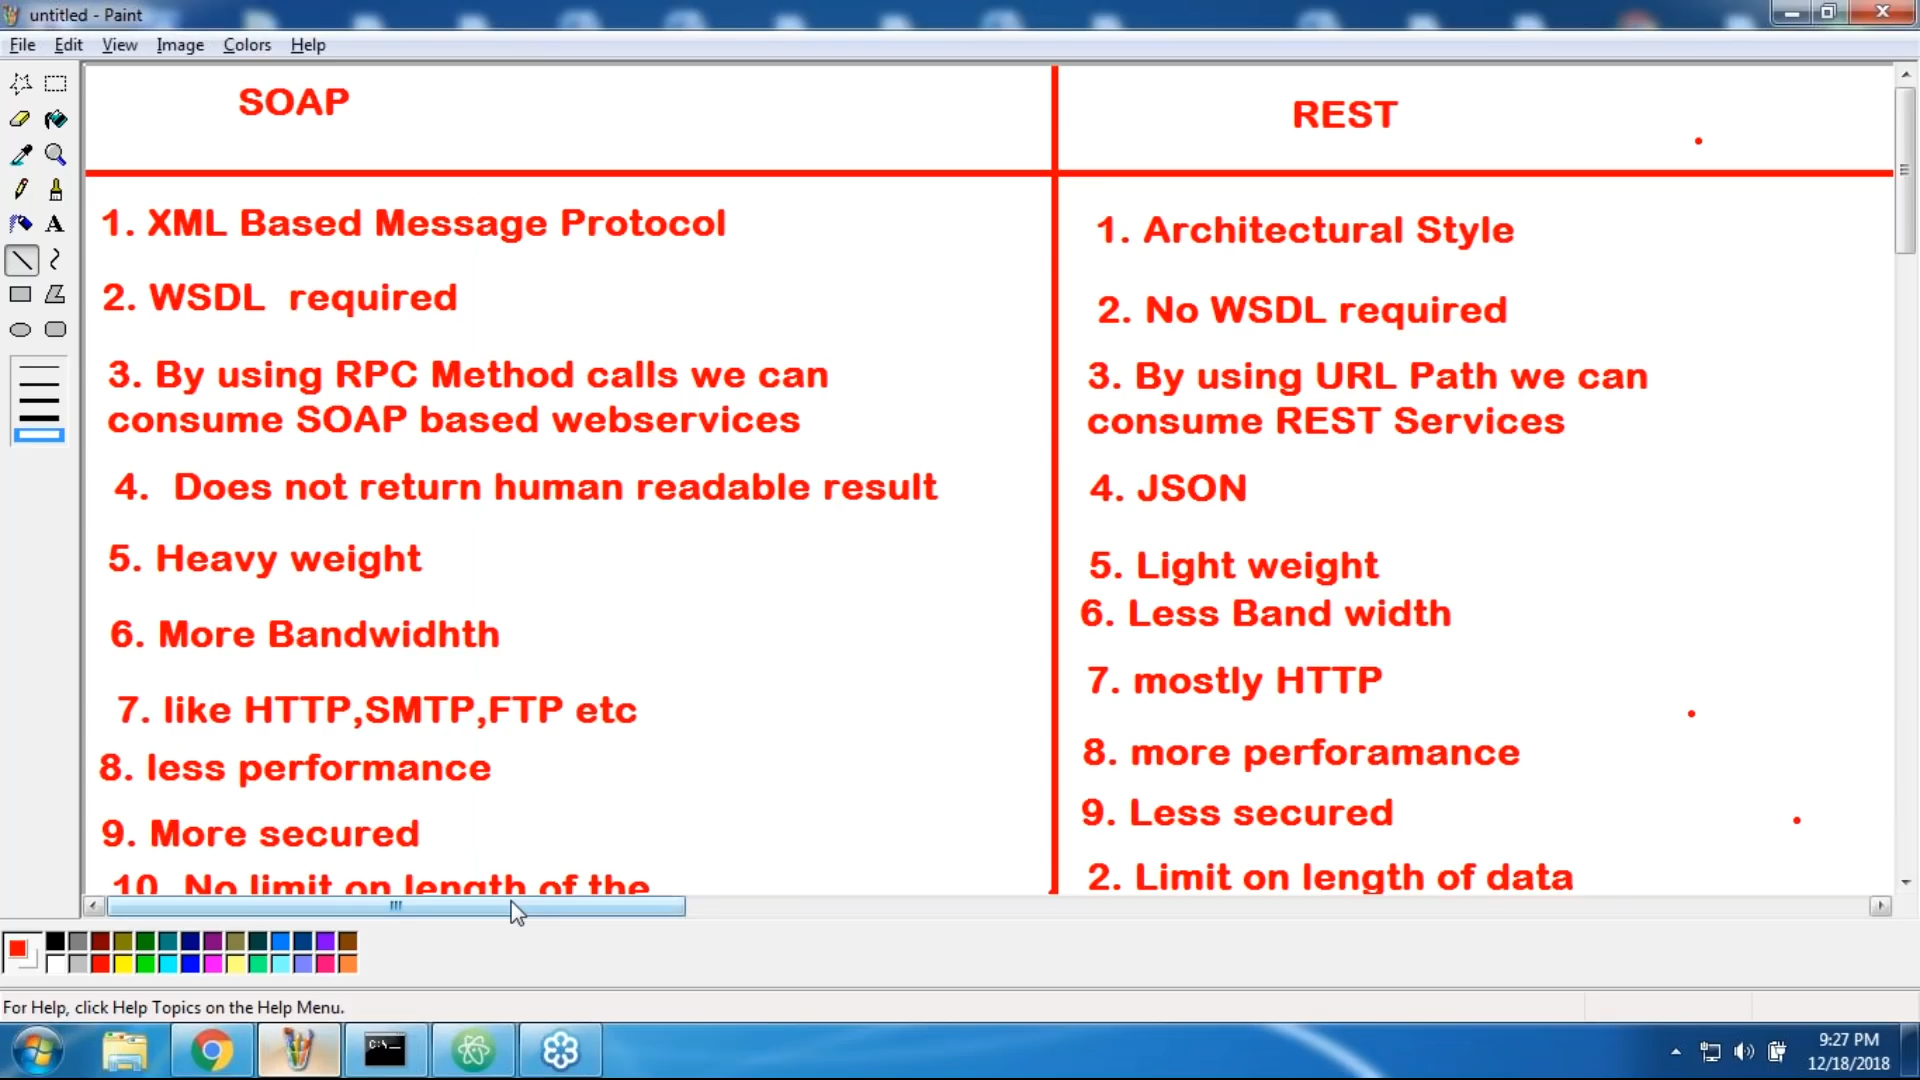 untitled - Paint
File Edit View Image Colors Help
SOAP
REST
1. XML Based Message Protocol
2. WSDL  required
3. By using RPC Method calls we can
consume SOAP based webservices
4.  Does not return human readable result
5. Heavy weight
6. More Bandwidhth
7. like HTTP,SMTP,FTP etc
8. less performance
9. More secured
10  No limit on length of the
1. Architectural Style
2. No WSDL required
3. By using URL Path we can
consume REST Services
4. JSON
5. Light weight
6. Less Band width
7. mostly HTTP
8. more perforamance
9. Less secured
2. Limit on length of data
For Help, click Help Topics on the Help Menu.
C:\_
9:27 PM
12/18/2018